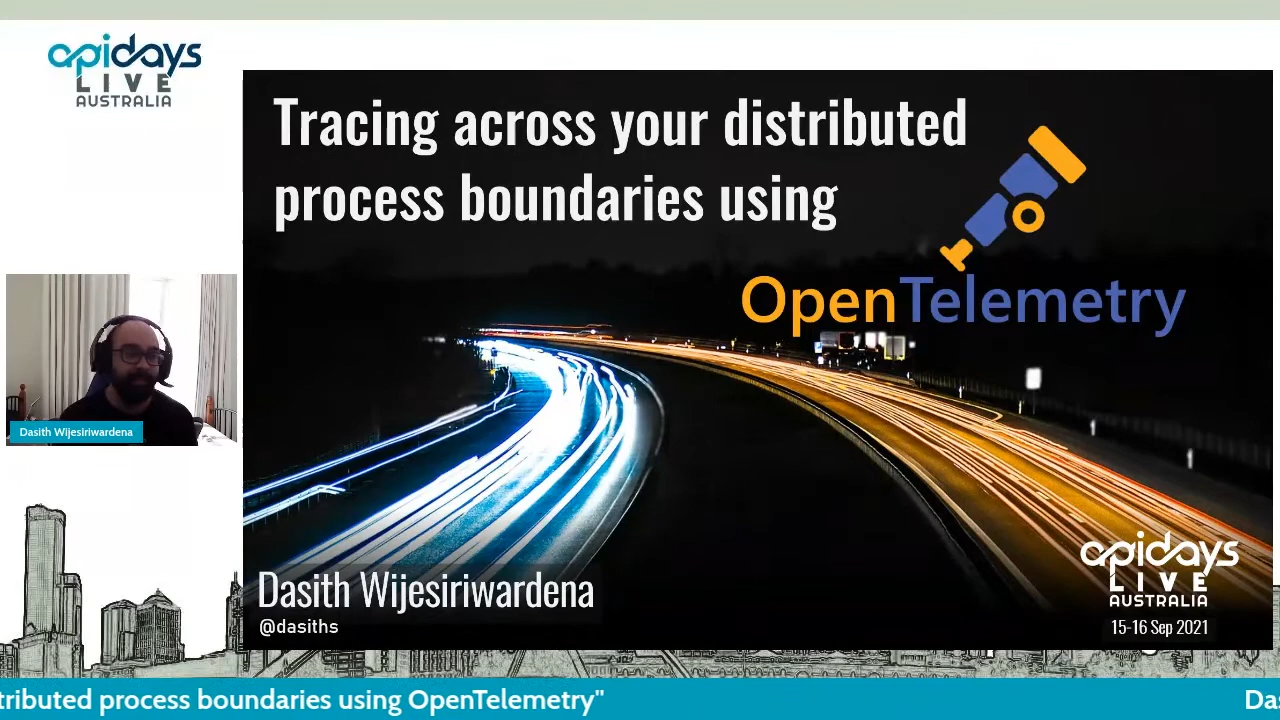 apidays
LIVE
AUSTRALIA
Tracing across your distributed
process boundaries using
OpenTelemetry
Dasith Wijesiriwardena
Dasith Wijesiriwardena
@dasiths
apidays
LIVE
AUSTRALIA
15-16 Sep 2021
tributed process boundaries using OpenTelemetry"
Das